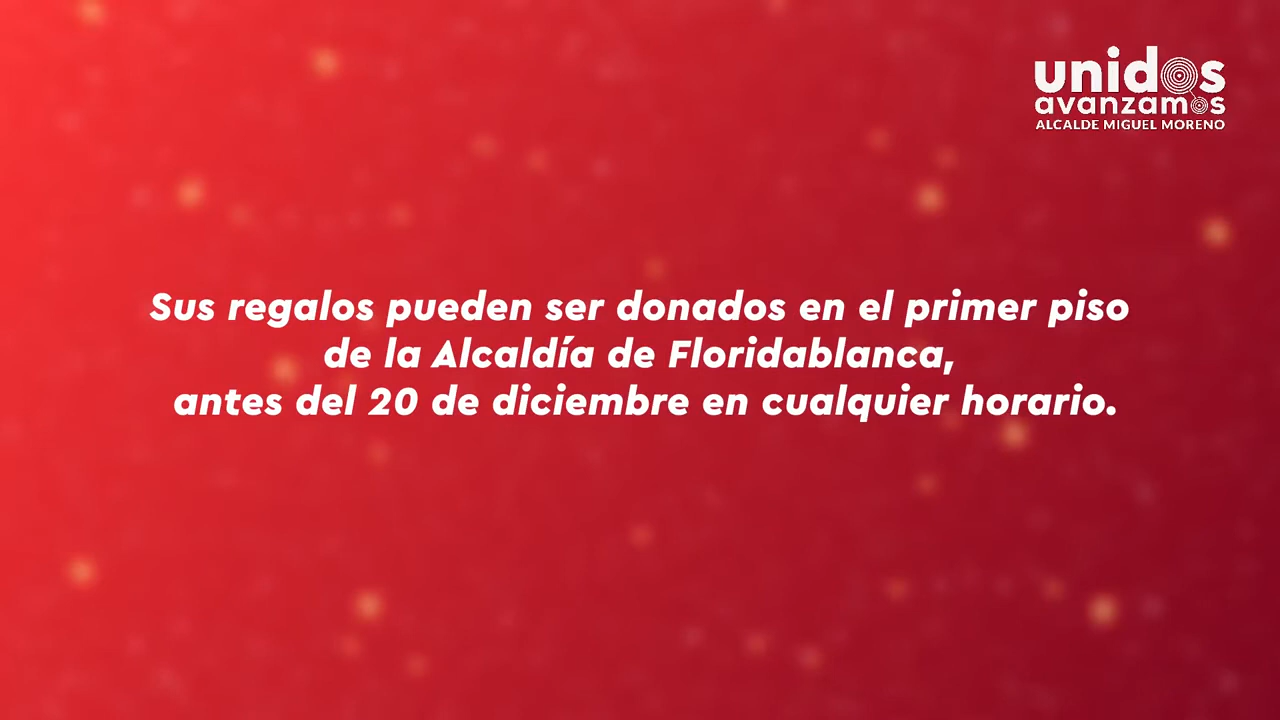 unidos
avanzamos
ALCALDE MIGUEL MORENO
Sus regalos pueden ser donados en el primer piso
de la Alcaldía de Floridablanca,
antes del 20 de diciembre en cualquier horario.